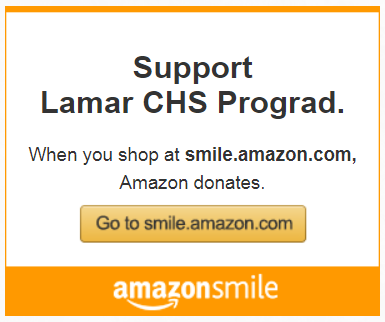 Support
Lamar CHS Prograd.
When you shop at smile.amazon.com,
Amazon donates.
Go to smile.amazon.com
amazonsmile